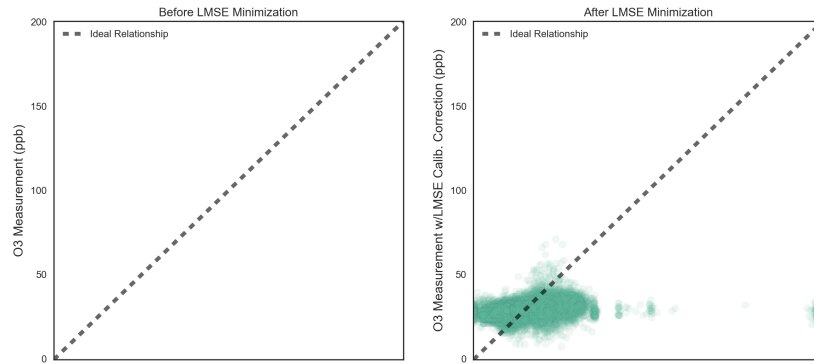 Before LMSE Minimization
After LMSE Minimization
200
150
100
50
0
O3 Measurement (ppb)
Ideal Relationship
200
150
100
50
0
O3 Measurement w/LMSE Calib. Correction (ppb)
Ideal Relationship